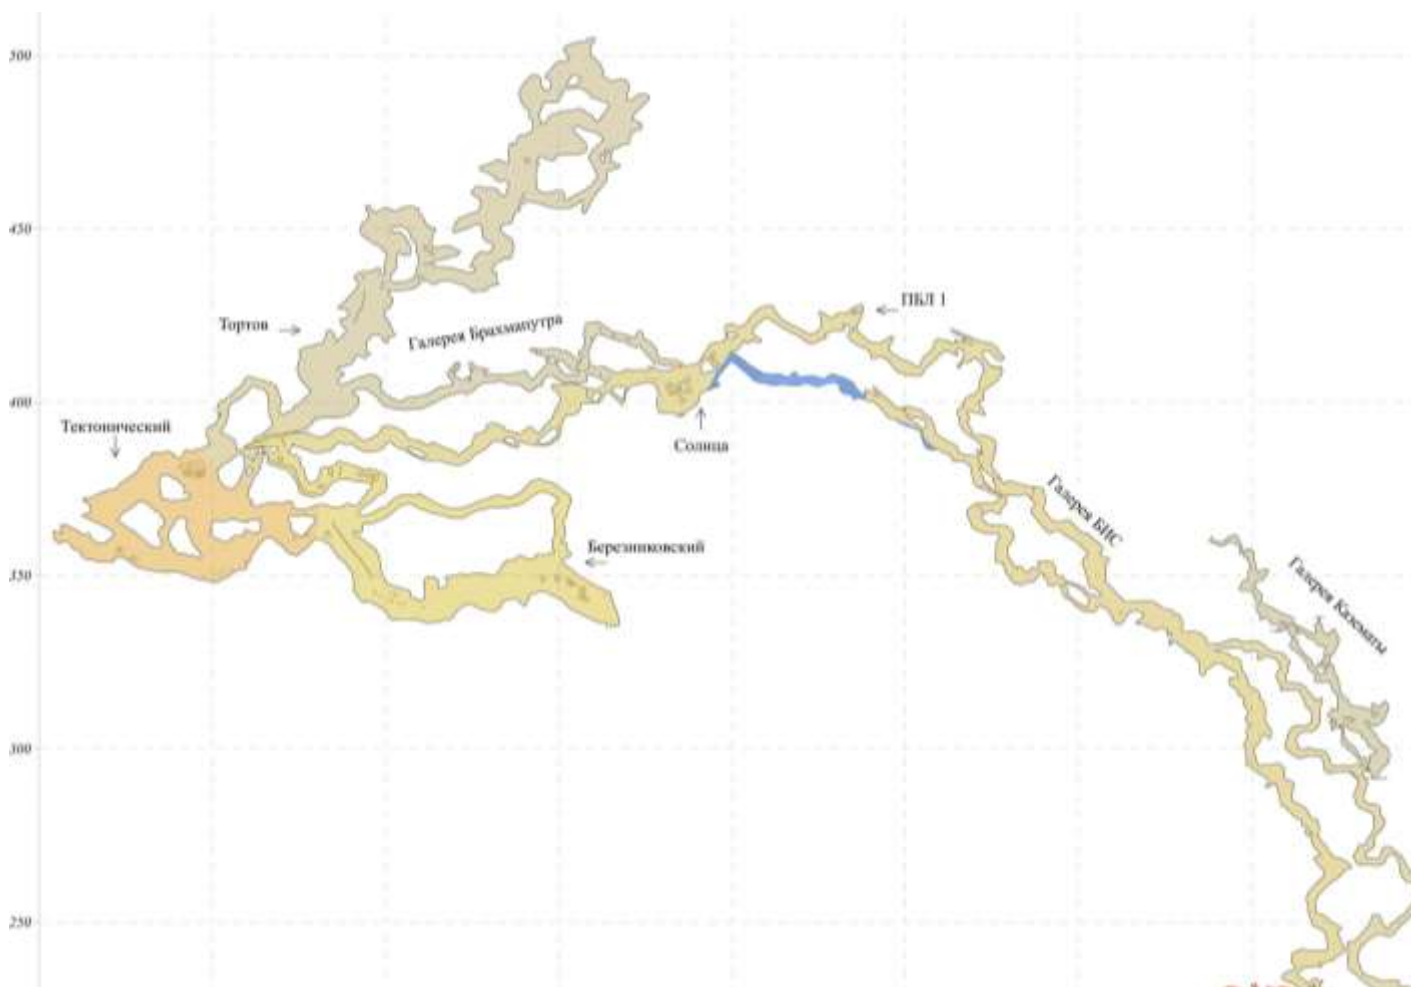 500
450
Тортов
Галерея Брахмапутра
ПБЛ 1
400
Тектонический
Солнца
Галерея БИС
Березниковский
350
Галерея Казематы
300
250